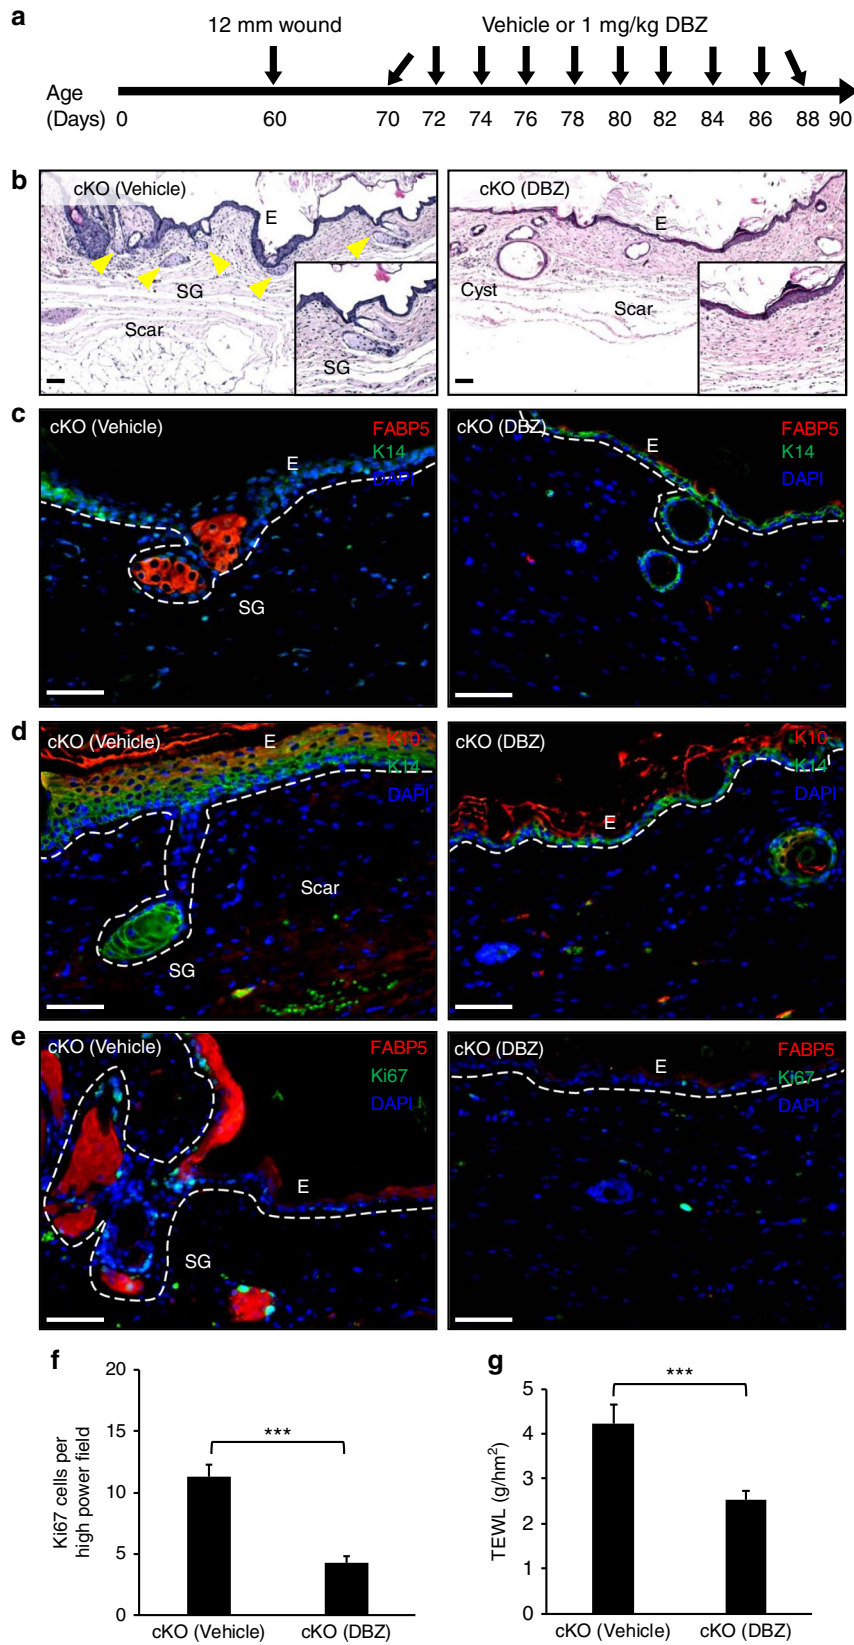 a
12 mm wound
Vehicle or 1 mg/kg DBZ
Age
(Days)
0 60 70 72 74 76 78 80 82 84 86 88 90
b
cKO (Vehicle)
E
SG
Scar
SG
cKO (DBZ)
E
Cyst
Scar
c
cKO (Vehicle)
FABP5
K14
DAPI
E
SG
cKO (DBZ)
FABP5
K14
DAPI
E
d
cKO (Vehicle)
K10
K14
DAPI
E
Scar
SG
cKO (DBZ)
K10
K14
DAPI
E
e
cKO (Vehicle)
FABP5
Ki67
DAPI
E
SG
cKO (DBZ)
FABP5
Ki67
DAPI
E
f
Ki67 cells per
high power field
20
15
10
5
0
***
cKO (Vehicle)
cKO (DBZ)
g
TEWL (g/hm²)
5
4
3
2
1
0
***
cKO (Vehicle)
cKO (DBZ)